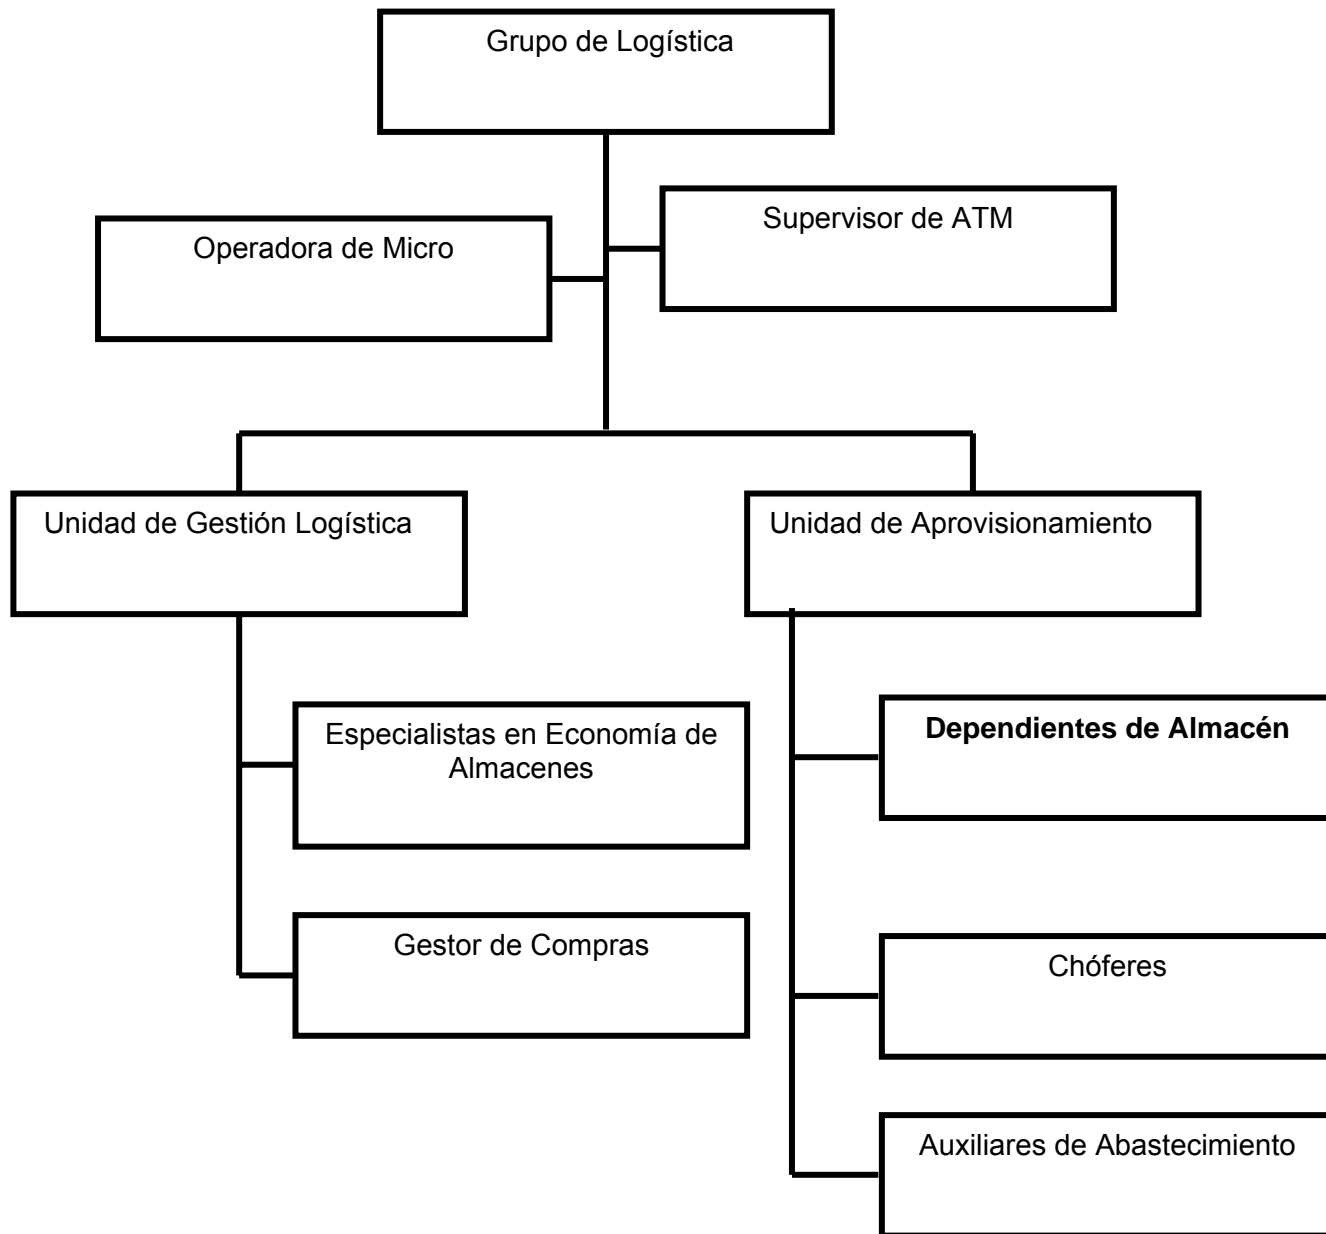 Grupo de Logística
Supervisor de ATM
Operadora de Micro
Unidad de Gestión Logística
Unidad de Aprovisionamiento
Especialistas en Economía de
Almacenes
Gestor de Compras
Dependientes de Almacén
Chóferes
Auxiliares de Abastecimiento